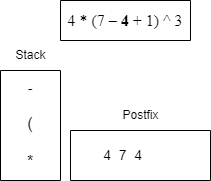 4 * (7 – 4 + 1) ^ 3
Stack
-
(
*
Postfix
4 7 4